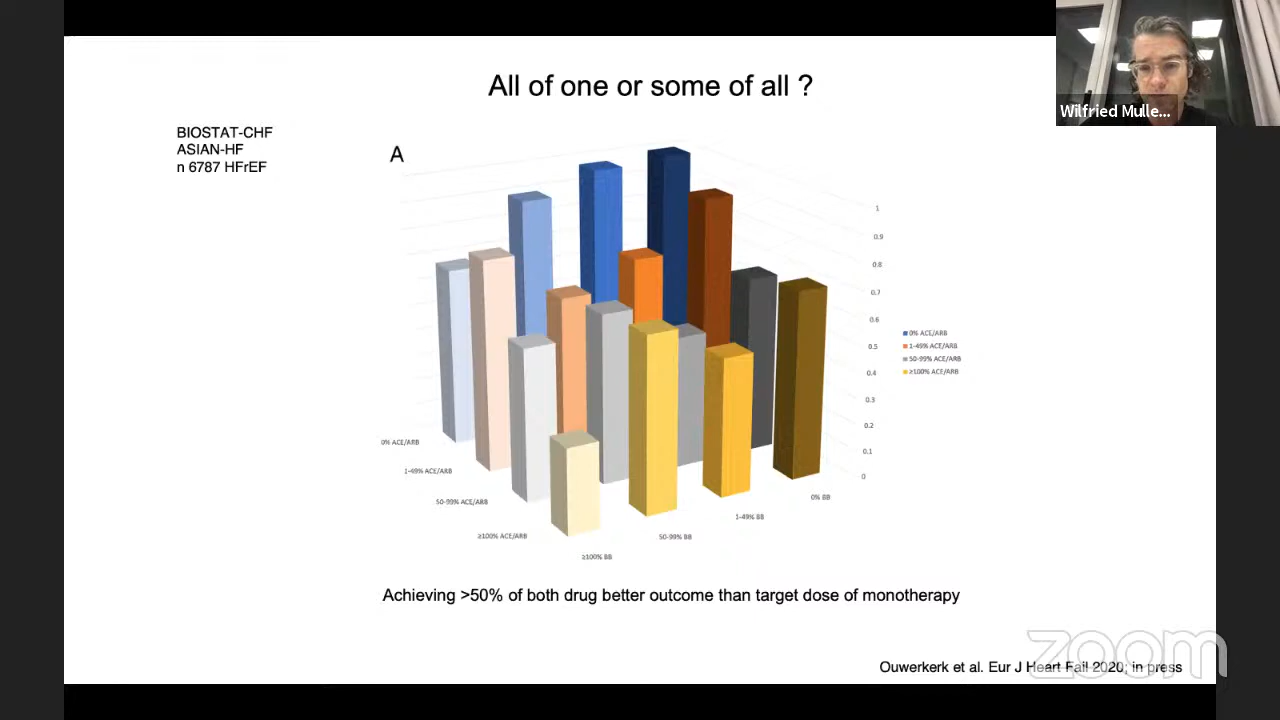 All of one or some of all ?
BIOSTAT-CHF
ASIAN-HF
n 6787 HFrEF
Wilfried Mulle...
A
1
0.9
0.8
0.7
0.6
0.5
0.4
0.3
0.2
0.1
0
0% ACE/ARB
1-49% ACE/ARB
50-99% ACE/ARB
≥100% ACE/ARB
0% ACE/ARB
1-49% ACE/ARB
50-99% ACE/ARB
≥100% ACE/ARB
0% BB
1-49% BB
50-99% BB
≥100% BB
Achieving >50% of both drug better outcome than target dose of monotherapy
zoom
Ouwerkerk et al. Eur J Heart Fail 2020; in press